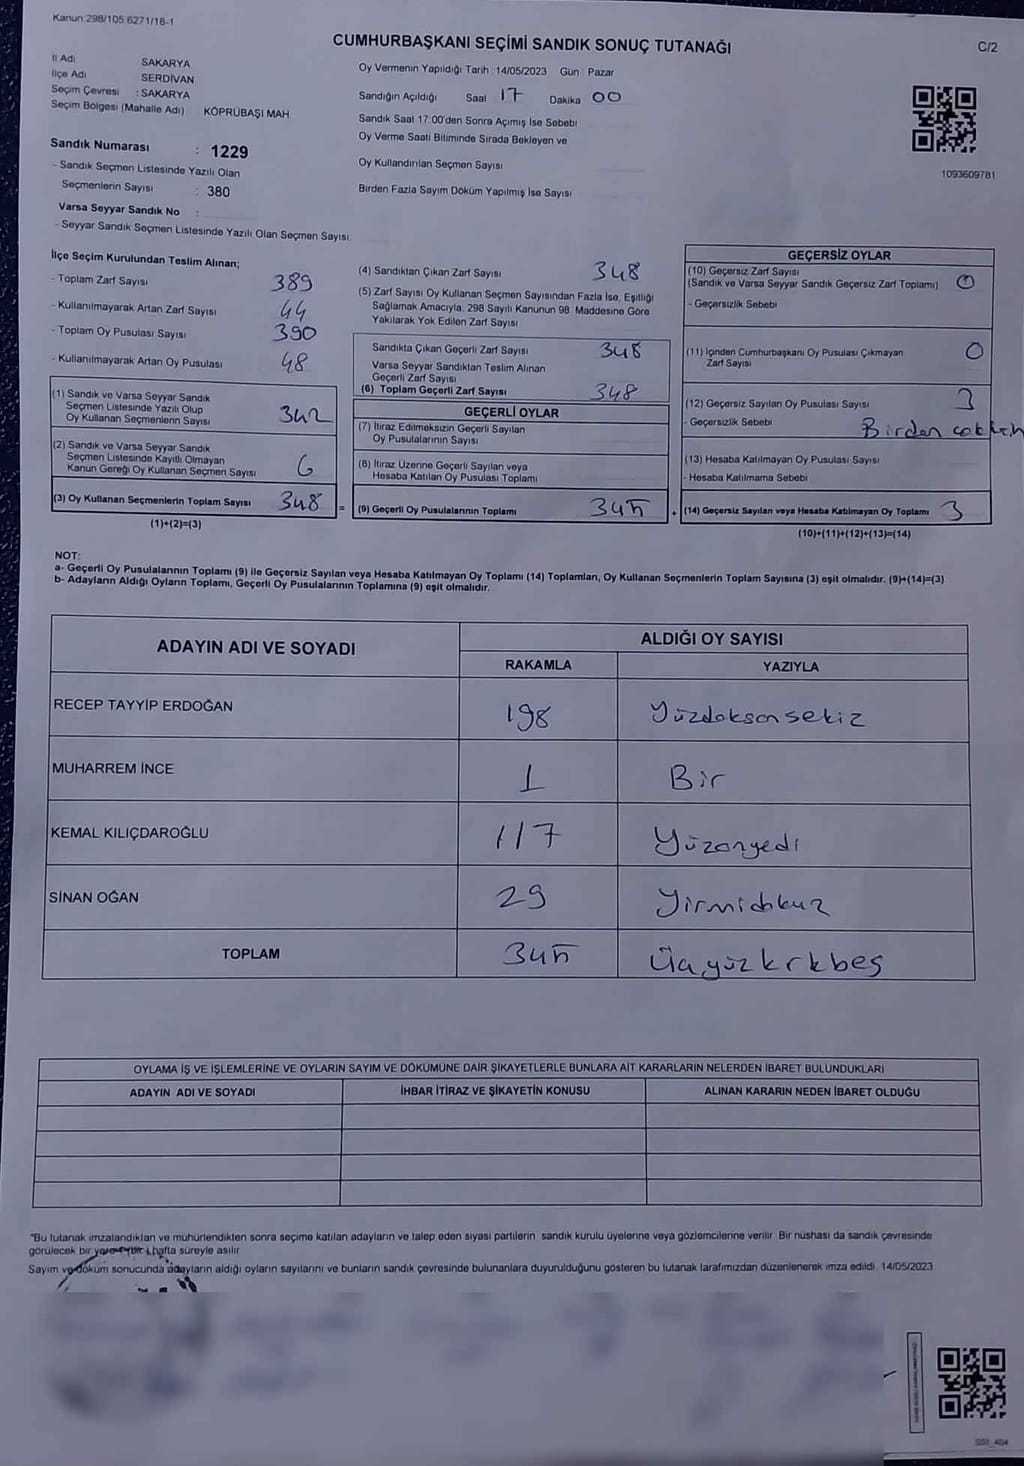 Kanun:298/105 6271/18-1
CUMHURBAŞKANI SEÇİMİ SANDIK SONUÇ TUTANAĞI
C/2
İl Adı SAKARYA
İlçe Adı SERDİVAN
Seçim Çevresi : SAKARYA
Seçim Bölgesi (Mahalle Adı) KÖPRÜBAŞI MAH
Sandık Numarası : 1229
- Sandık Seçmen Listesinde Yazılı Olan
Seçmenlerin Sayısı : 380
Varsa Seyyar Sandık No :
- Seyyar Sandık Seçmen Listesinde Yazılı Olan Seçmen Sayısı
Oy Vermenin Yapıldığı Tarih :14/05/2023 Gün : Pazar
Sandığın Açıldığı Saat 17 Dakika 00
Sandık Saat 17:00'den Sonra Açımış İse Sebebi
Oy Verme Saati Bitiminde Sırada Bekleyen ve
Oy Kullandırılan Seçmen Sayısı
Birden Fazla Sayım Döküm Yapılmış İse Sayısı
1093609781
İlçe Seçim Kurulundan Teslim Alınan;
- Toplam Zarf Sayısı 389
- Kullanılmayarak Artan Zarf Sayısı 44
- Toplam Oy Pusulası Sayısı 390
- Kullanılmayarak Artan Oy Pusulası 48
(1) Sandık ve Varsa Seyyar Sandık
Seçmen Listesinde Yazılı Olup
Oy Kullanan Seçmenlerin Sayısı 342
(2) Sandık ve Varsa Seyyar Sandık
Seçmen Listesinde Kayıtlı Olmayan
Kanun Gereği Oy Kullanan Seçmen Sayısı 6
(3) Oy Kullanan Seçmenlerin Toplam Sayısı 348
(1)+(2)=(3)
(4) Sandıktan Çıkan Zarf Sayısı 348
(5) Zarf Sayısı Oy Kullanan Seçmen Sayısından Fazla İse, Eşitliği
Sağlamak Amacıyla, 298 Sayılı Kanunun 98. Maddesine Göre
Yakılarak Yok Edilen Zarf Sayısı
Sandıkta Çıkan Geçerli Zarf Sayısı 348
Varsa Seyyar Sandıktan Teslim Alınan
Geçerli Zarf Sayısı
(6) Toplam Geçerli Zarf Sayısı 348
GEÇERLİ OYLAR
(7) İtiraz Edilmeksizin Geçerli Sayılan
Oy Pusulalarının Sayısı
(8) İtiraz Üzerine Geçerli Sayılan veya
Hesaba Katılan Oy Pusulası Toplamı
= (9) Geçerli Oy Pusulalarının Toplamı 345
GEÇERSİZ OYLAR
(10) Geçersiz Zarf Sayısı
(Sandık ve Varsa Seyyar Sandık Geçersiz Zarf Toplamı) 0
- Geçersizlik Sebebi
(11) İçinden Cumhurbaşkanı Oy Pusulası Çıkmayan
Zarf Sayısı 0
(12) Geçersiz Sayılan Oy Pusulası Sayısı 3
- Geçersizlik Sebebi Birden
(13) Hesaba Katılmayan Oy Pusulası Sayısı
- Hesaba Katılmama Sebebi
+ (14) Geçersiz Sayılan veya Hesaba Katılmayan Oy Toplamı 3
(10)+(11)+(12)+(13)=(14)
NOT:
a- Geçerli Oy Pusulalarının Toplamı (9) ile Geçersiz Sayılan veya Hesaba Katılmayan Oy Toplamı (14) Toplamları, Oy Kullanan Seçmenlerin Toplam Sayısına (3) eşit olmalıdır. (9)+(14)=(3)
b- Adayların Aldığı Oyların Toplamı, Geçerli Oy Pusulalarının Toplamına (9) eşit olmalıdır.
ADAYIN ADI VE SOYADI ALDIĞI OY SAYISI
RAKAMLA YAZIYLA
RECEP TAYYİP ERDOĞAN 198 Yüzdoksan sekiz
MUHARREM İNCE 1 Bir
KEMAL KILIÇDAROĞLU 117 Yüzonyedi
SİNAN OĞAN 29 Yirmidokuz
TOPLAM 345 Üçyüzkırkbeş
OYLAMA İŞ VE İŞLEMLERİNE VE OYLARIN SAYIM VE DÖKÜMÜNE DAİR ŞİKAYETLERLE BUNLARA AİT KARARLARIN NELERDEN İBARET BULUNDUKLARI
ADAYIN ADI VE SOYADI İHBAR İTİRAZ VE ŞİKAYETİN KONUSU ALINAN KARARIN NEDEN İBARET OLDUĞU
"Bu tutanak imzalandıktan ve mühürlendikten sonra seçime katılan adayların ve talep eden siyasi partilerin sandık kurulu üyelerine veya gözlemcilerine verilir. Bir nüshası da sandık çevresinde
görülecek bir yere bir hafta süreyle asılır
Sayım ve döküm sonucunda adayların aldığı oyların sayılarını ve bunların sandık çevresinde bulunanlara duyurulduğunu gösteren bu tutanak tarafımızdan düzenlenerek imza edildi. 14/05/2023